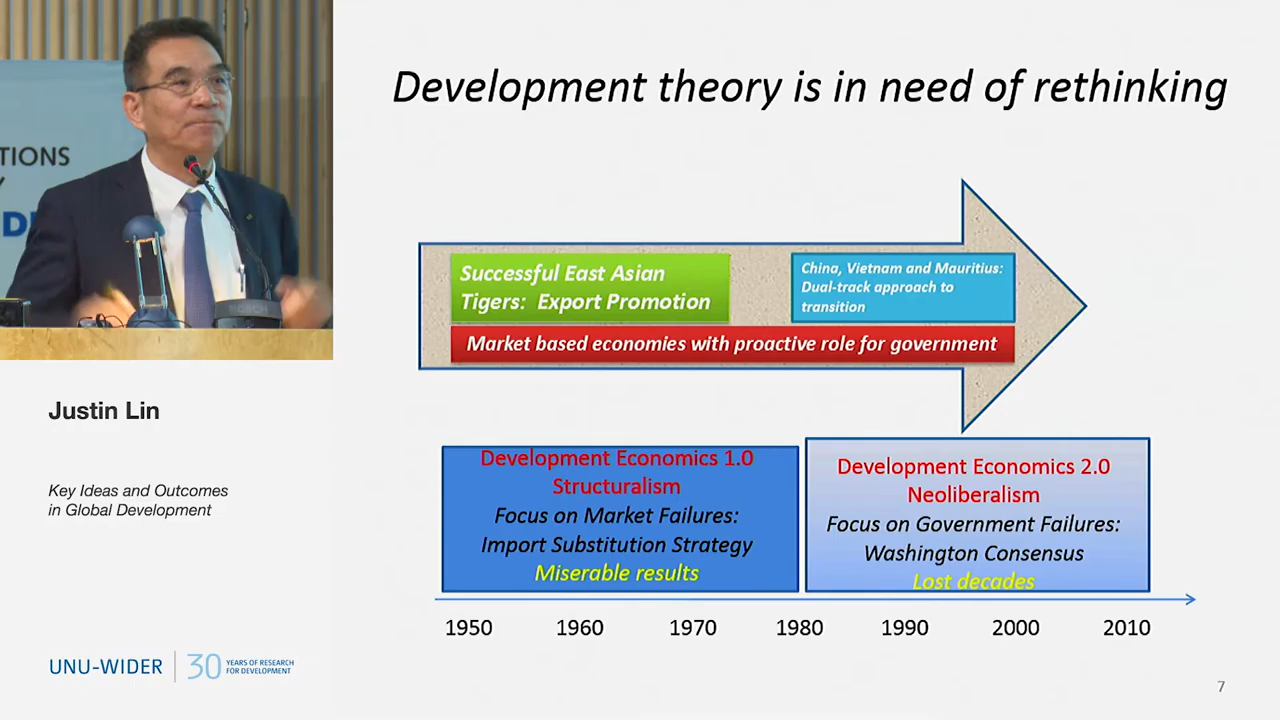 TIONS
Development theory is in need of rethinking
Successful East Asian
Tigers: Export Promotion
China, Vietnam and Mauritius:
Dual-track approach to
transition
Market based economies with proactive role for government
Justin Lin
Key Ideas and Outcomes
in Global Development
Development Economics 1.0
Structuralism
Focus on Market Failures:
Import Substitution Strategy
Miserable results
Development Economics 2.0
Neoliberalism
Focus on Government Failures:
Washington Consensus
Lost decades
1950 1960 1970 1980 1990 2000 2010
UNU-WIDER
30 YEARS OF RESEARCH
FOR DEVELOPMENT
7